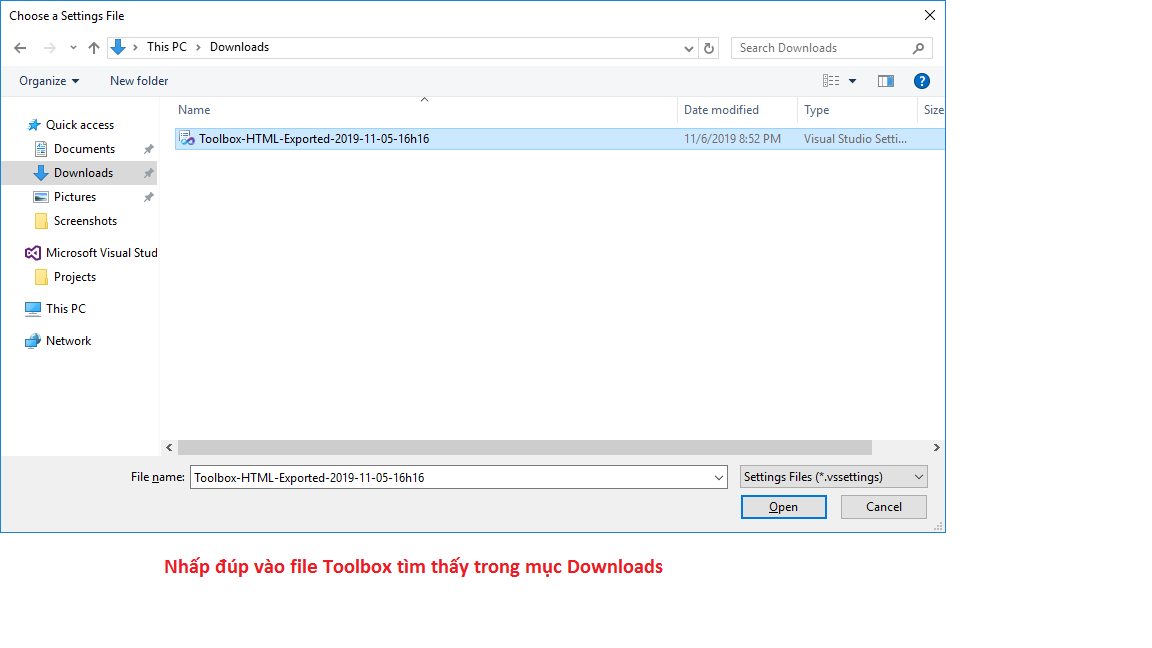 Choose a Settings File
This PC > Downloads
Search Downloads
Organize
New folder
Name
Date modified
Type
Size
Quick access
Documents
Downloads
Pictures
Screenshots
Microsoft Visual Stud
Projects
This PC
Network
Toolbox-HTML-Exported-2019-11-05-16h16 11/6/2019 8:52 PM Visual Studio Setti...
File name: Toolbox-HTML-Exported-2019-11-05-16h16
Settings Files (*.vssettings)
Open
Cancel
Nhấp đúp vào file Toolbox tìm thấy trong mục Downloads